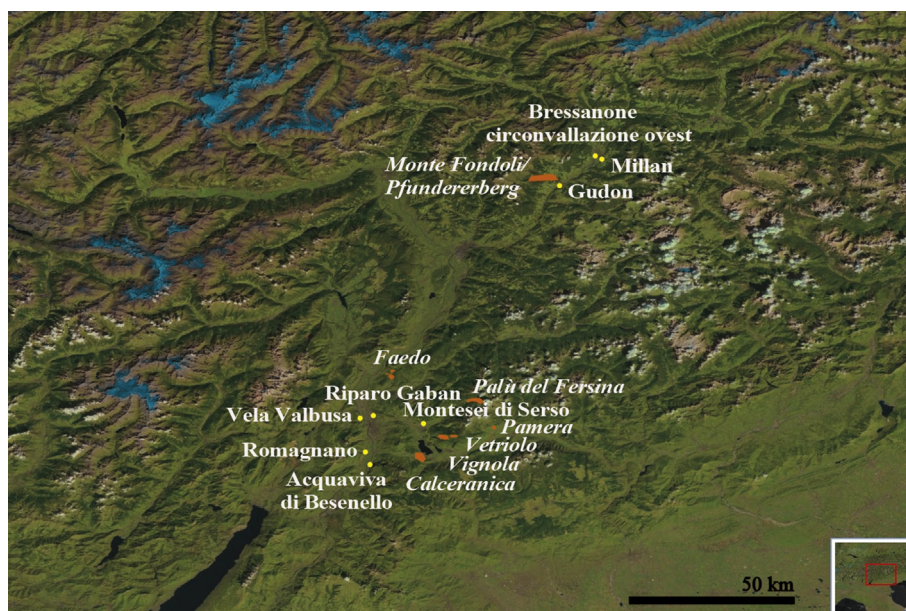 Bressanone
circonvallazione ovest
Millan
Monte Fondoli/
Pfundererberg
Gudon
Faedo
Riparo Gaban
Palù del Fersina
Vela Valbusa
Montesei di Serso
Pamera
Romagnano
Vetriolo
Vignola
Acquaviva
di Besenello
Calceranica
50 km